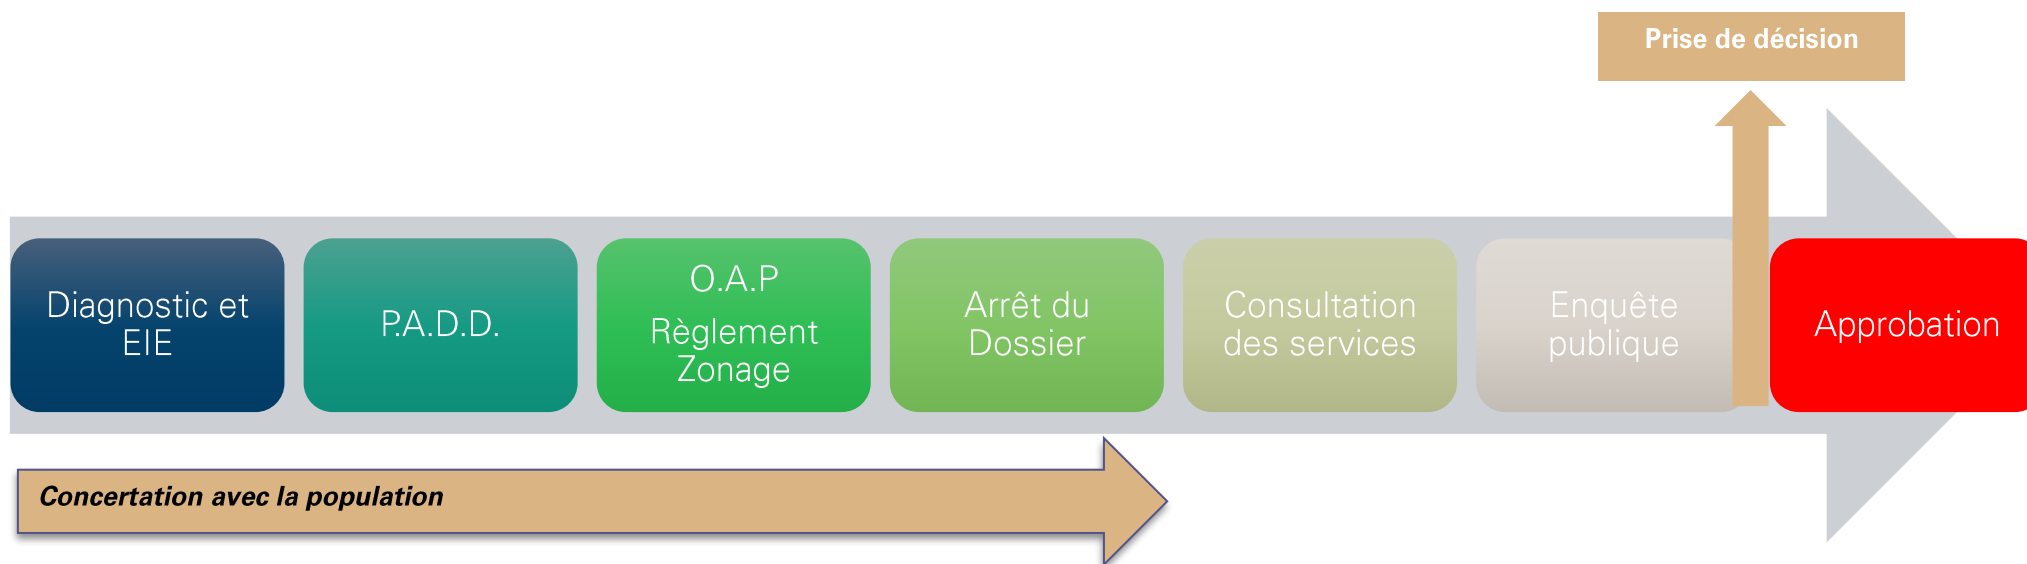 Prise de décision
Diagnostic et
EIE
P.A.D.D.
O.A.P
Règlement
Zonage
Arrêt du
Dossier
Consultation
des services
Enquête
publique
Approbation
Concertation avec la population